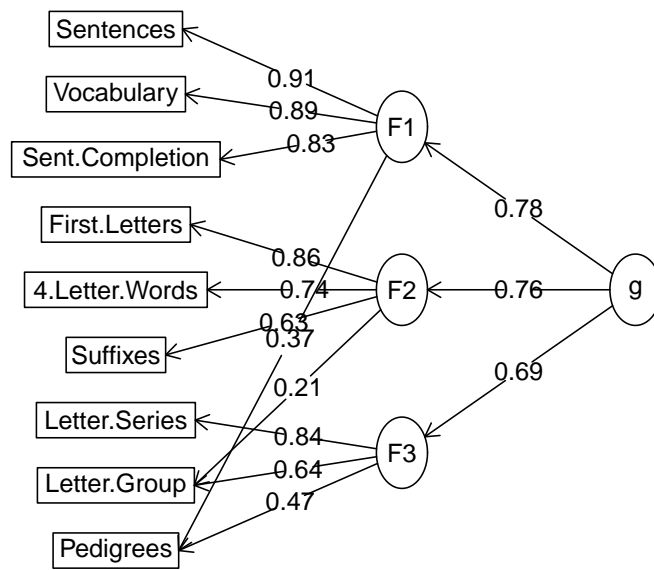 Sentences
0.91
Vocabulary
0.89
F1
Sent.Completion
0.83
0.78
First.Letters
0.86
4.Letter.Words
0.74
F2
0.76
g
0.63
0.37
Suffixes
0.21
0.69
Letter.Series
0.84
F3
0.64
Letter.Group
0.47
Pedigrees